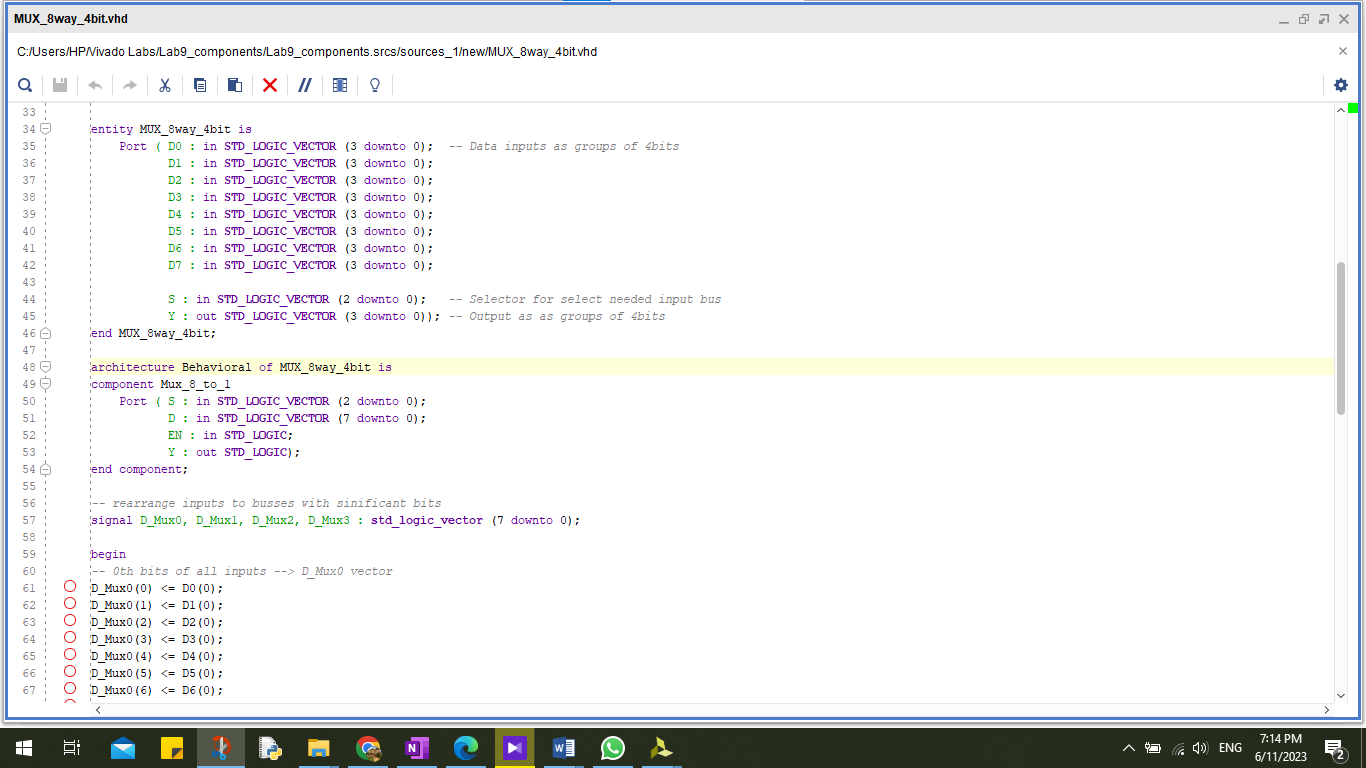 MUX_8way_4bit.vhd
C:/Users/HP/Vivado Labs/Lab9_components/Lab9_components.srcs/sources_1/new/MUX_8way_4bit.vhd
33
34 entity MUX_8way_4bit is
35 Port ( D0 : in STD_LOGIC_VECTOR (3 downto 0); -- Data inputs as groups of 4bits
36 D1 : in STD_LOGIC_VECTOR (3 downto 0);
37 D2 : in STD_LOGIC_VECTOR (3 downto 0);
38 D3 : in STD_LOGIC_VECTOR (3 downto 0);
39 D4 : in STD_LOGIC_VECTOR (3 downto 0);
40 D5 : in STD_LOGIC_VECTOR (3 downto 0);
41 D6 : in STD_LOGIC_VECTOR (3 downto 0);
42 D7 : in STD_LOGIC_VECTOR (3 downto 0);
43
44 S : in STD_LOGIC_VECTOR (2 downto 0); -- Selector for select needed input bus
45 Y : out STD_LOGIC_VECTOR (3 downto 0)); -- Output as as groups of 4bits
46 end MUX_8way_4bit;
47
48 architecture Behavioral of MUX_8way_4bit is
49 component Mux_8_to_1
50 Port ( S : in STD_LOGIC_VECTOR (2 downto 0);
51 D : in STD_LOGIC_VECTOR (7 downto 0);
52 EN : in STD_LOGIC;
53 Y : out STD_LOGIC);
54 end component;
55
56 -- rearrange inputs to busses with sinificant bits
57 signal D_Mux0, D_Mux1, D_Mux2, D_Mux3 : std_logic_vector (7 downto 0);
58
59 begin
60 -- 0th bits of all inputs --> D_Mux0 vector
61 D_Mux0(0) <= D0(0);
62 D_Mux0(1) <= D1(0);
63 D_Mux0(2) <= D2(0);
64 D_Mux0(3) <= D3(0);
65 D_Mux0(4) <= D4(0);
66 D_Mux0(5) <= D5(0);
67 D_Mux0(6) <= D6(0);
ENG
7:14 PM
6/11/2023
2